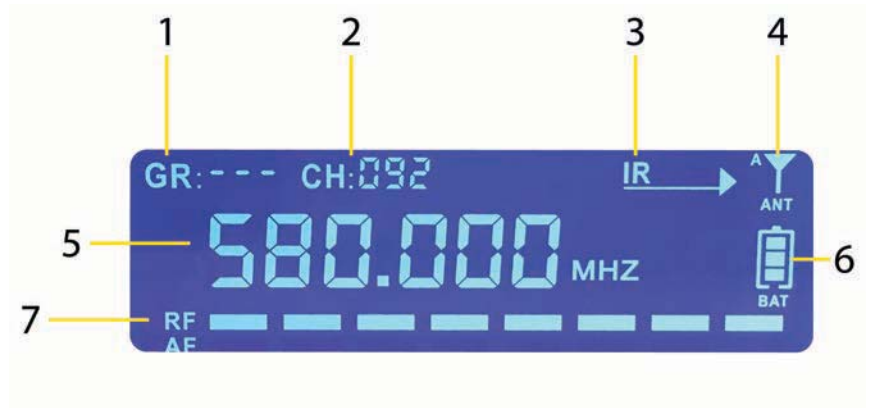 1 2 3 4
GR:--- CH:092 IR A
ANT
5 580.000 MHZ 6
BAT
7 RF
AF